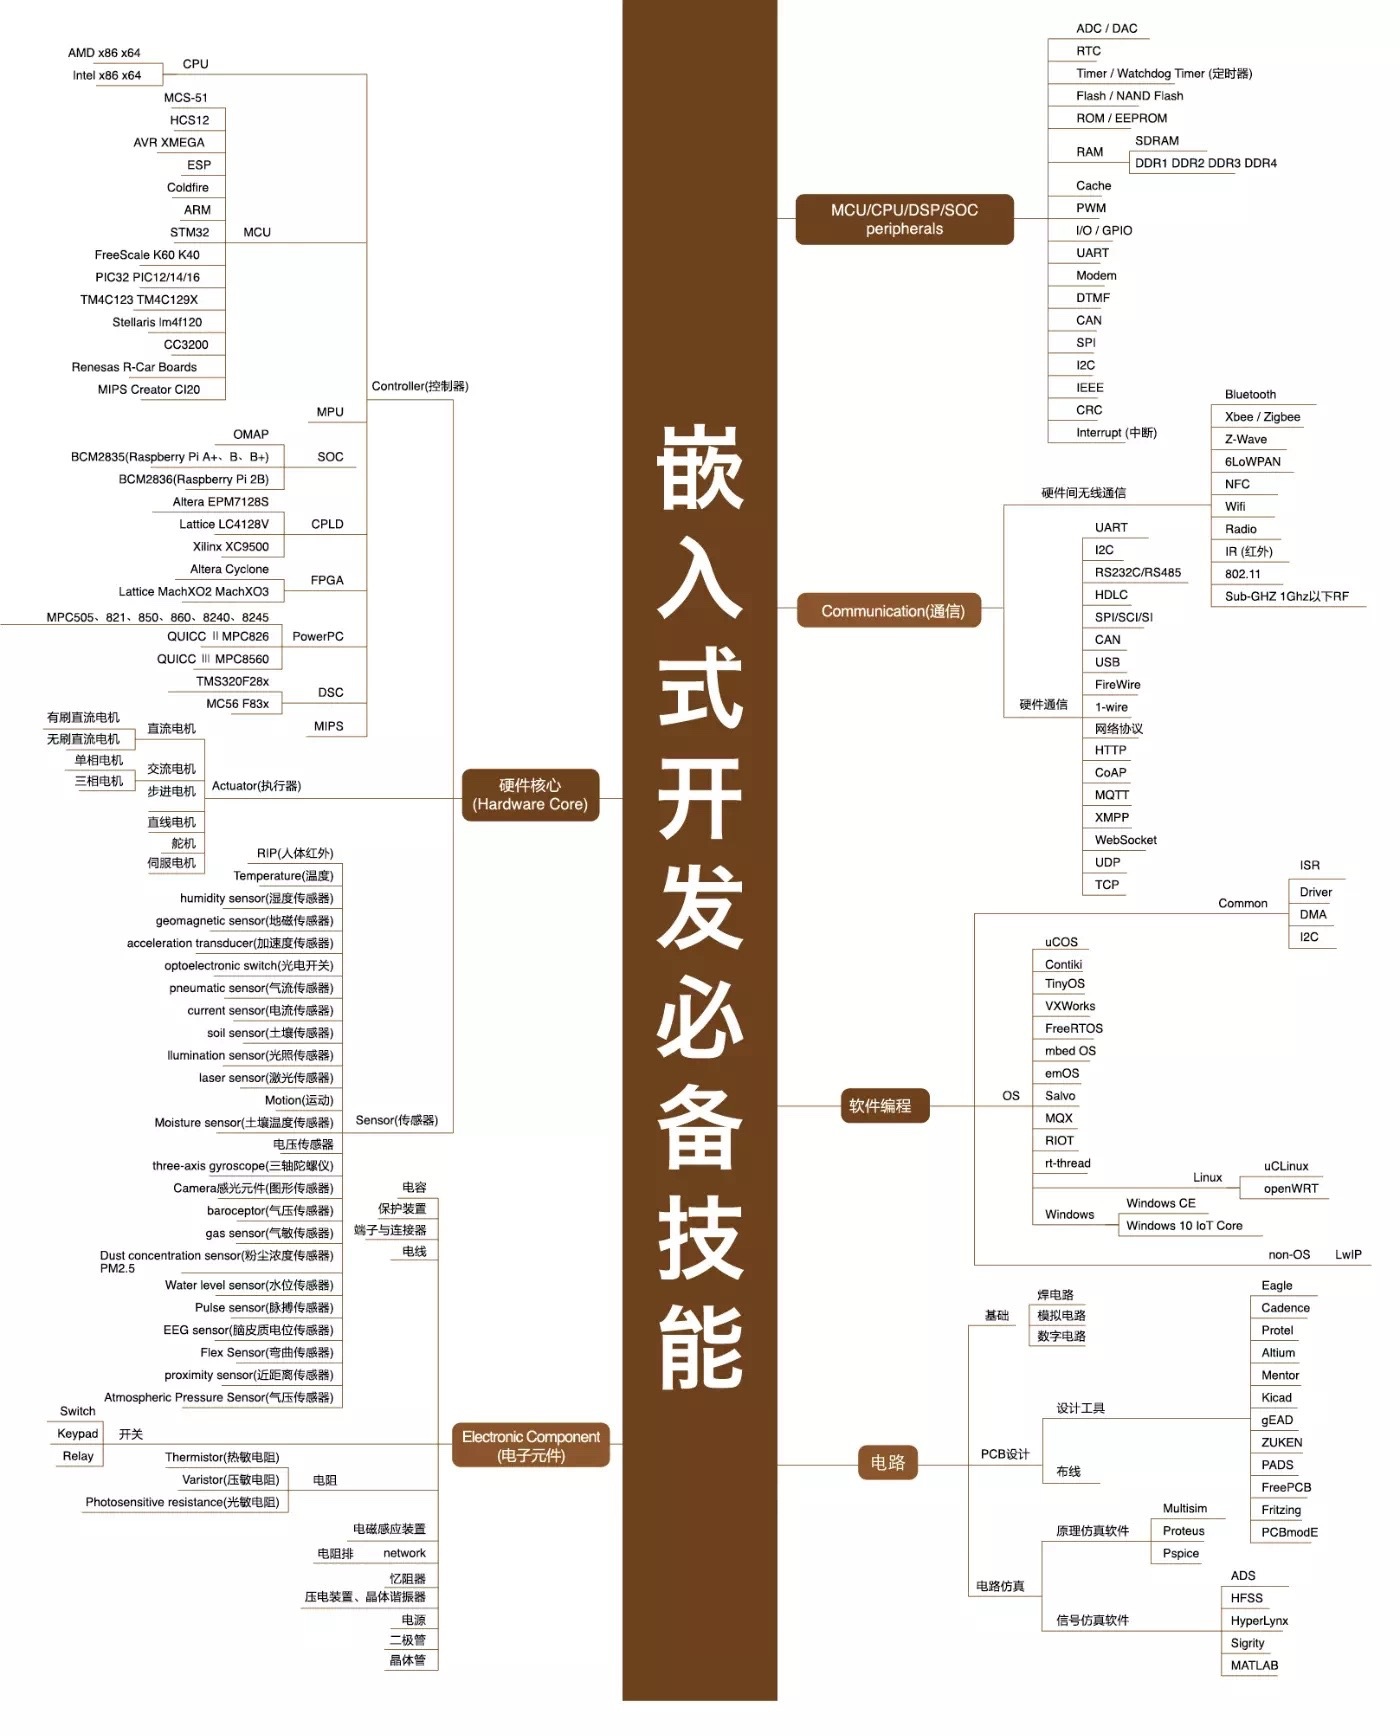 嵌入式开发必备技能
AMD x86 x64
Intel x86 x64
CPU
MCS-51
HCS12
AVR XMEGA
ESP
Coldfire
ARM
STM32
MCU
FreeScale K60 K40
PIC32 PIC12/14/16
TM4C123 TM4C129X
Stellaris lm4f120
CC3200
Renesas R-Car Boards
MIPS Creator CI20
Controller(控制器)
MPU
OMAP
BCM2835(Raspberry Pi A+、B、B+)
SOC
BCM2836(Raspberry Pi 2B)
Altera EPM7128S
Lattice LC4128V
CPLD
Xilinx XC9500
Altera Cyclone
FPGA
Lattice MachXO2 MachXO3
MPC505、821、850、860、8240、8245
QUICC Ⅱ MPC826
PowerPC
QUICC Ⅲ MPC8560
TMS320F28x
DSC
MC56 F83x
MIPS
有刷直流电机
直流电机
无刷直流电机
单相电机
交流电机
三相电机
步进电机
Actuator(执行器)
直线电机
舵机
伺服电机
硬件核心
(Hardware Core)
RIP(人体红外)
Temperature(温度)
humidity sensor(湿度传感器)
geomagnetic sensor(地磁传感器)
acceleration transducer(加速度传感器)
optoelectronic switch(光电开关)
pneumatic sensor(气流传感器)
current sensor(电流传感器)
soil sensor(土壤传感器)
llumination sensor(光照传感器)
laser sensor(激光传感器)
Motion(运动)
Moisture sensor(土壤温度传感器)
Sensor(传感器)
电压传感器
three-axis gyroscope(三轴陀螺仪)
Camera感光元件(图形传感器)
baroceptor(气压传感器)
gas sensor(气敏传感器)
Dust concentration sensor(粉尘浓度传感器)
PM2.5
Water level sensor(水位传感器)
Pulse sensor(脉搏传感器)
EEG sensor(脑皮质电位传感器)
Flex Sensor(弯曲传感器)
proximity sensor(近距离传感器)
Atmospheric Pressure Sensor(气压传感器)
电容
保护装置
端子与连接器
电线
Switch
Keypad
开关
Relay
Electronic Component
(电子元件)
Thermistor(热敏电阻)
Varistor(压敏电阻)
电阻
Photosensitive resistance(光敏电阻)
电磁感应装置
电阻排 network
忆阻器
压电装置、晶体谐振器
电源
二极管
晶体管
MCU/CPU/DSP/SOC
peripherals
ADC / DAC
RTC
Timer / Watchdog Timer (定时器)
Flash / NAND Flash
ROM / EEPROM
RAM
SDRAM
DDR1 DDR2 DDR3 DDR4
Cache
PWM
I/O / GPIO
UART
Modem
DTMF
CAN
SPI
I2C
IEEE
CRC
Interrupt (中断)
Communication(通信)
硬件间无线通信
Bluetooth
Xbee / Zigbee
Z-Wave
6LoWPAN
NFC
Wifi
Radio
IR (红外)
802.11
Sub-GHZ 1Ghz以下RF
硬件通信
UART
I2C
RS232C/RS485
HDLC
SPI/SCI/SI
CAN
USB
FireWire
1-wire
网络协议
HTTP
CoAP
MQTT
XMPP
WebSocket
UDP
TCP
软件编程
Common
ISR
Driver
DMA
I2C
OS
uCOS
Contiki
TinyOS
VXWorks
FreeRTOS
mbed OS
emOS
Salvo
MQX
RIOT
rt-thread
Linux
uCLinux
openWRT
Windows
Windows CE
Windows 10 IoT Core
non-OS LwIP
电路
基础
焊电路
模拟电路
数字电路
PCB设计
设计工具
Eagle
Cadence
Protel
Altium
Mentor
Kicad
gEAD
ZUKEN
PADS
FreePCB
Fritzing
PCBmodE
布线
电路仿真
原理仿真软件
Multisim
Proteus
Pspice
信号仿真软件
ADS
HFSS
HyperLynx
Sigrity
MATLAB